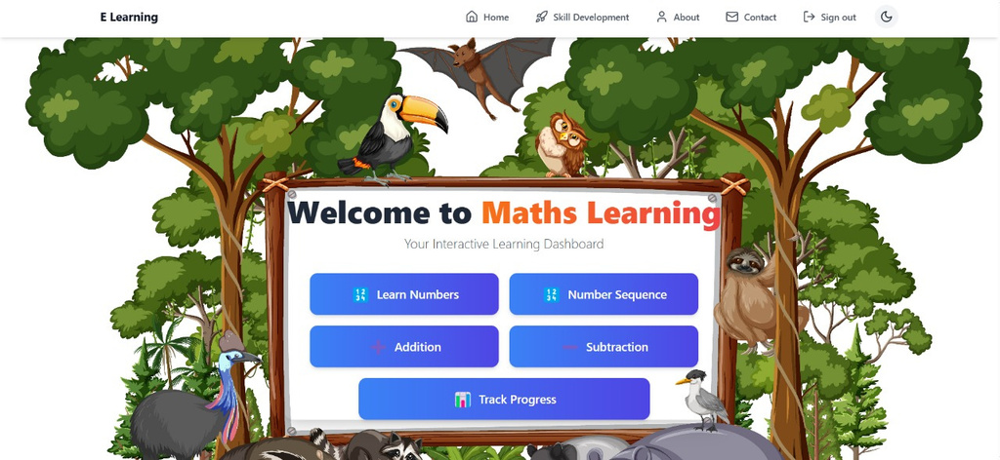 E Learning
Home Skill Development About Contact Sign out
Welcome to Maths Learning
Your Interactive Learning Dashboard
1234 Learn Numbers
1234 Number Sequence
+ Addition
− Subtraction
Track Progress